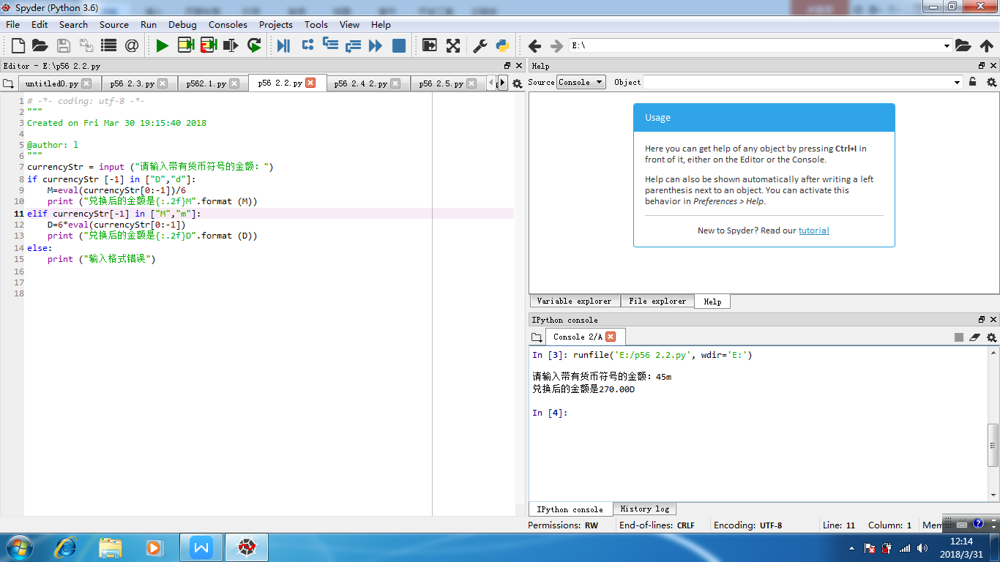 Spyder (Python 3.6)
File Edit Search Source Run Debug Consoles Projects Tools View Help
E:\
Editor - E:\p56 2.2.py
Help
untitled0.py p56 2.3.py p562.1.py p56 2.2.py p56 2.4 2.py p56 2.5.py
Source Console Object
1 # -*- coding: utf-8 -*-
2 """
3 Created on Fri Mar 30 19:15:40 2018
4
5 @author: l
6 """
7 currencyStr = input ("请输入带有货币符号的金额：")
8 if currencyStr [-1] in ["D","d"]:
9 M=eval(currencyStr[0:-1])/6
10 print ("兑换后的金额是{:.2f}M".format (M))
11 elif currencyStr[-1] in ["M","m"]:
12 D=6*eval(currencyStr[0:-1])
13 print ("兑换后的金额是{:.2f}D".format (D))
14 else:
15 print ("输入格式错误")
16
17
18
Usage
Here you can get help of any object by pressing Ctrl+I in
front of it, either on the Editor or the Console.
Help can also be shown automatically after writing a left
parenthesis next to an object. You can activate this
behavior in Preferences > Help.
New to Spyder? Read our tutorial
Variable explorer File explorer Help
IPython console
Console 2/A
In [3]: runfile('E:/p56 2.2.py', wdir='E:')
请输入带有货币符号的金额：45m
兑换后的金额是270.00D
In [4]:
IPython console History log
Permissions: RW End-of-lines: CRLF Encoding: UTF-8 Line: 11 Column: 1 Mem
12:14
2018/3/31